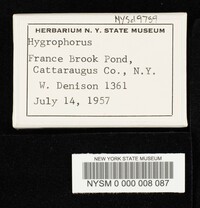 NYSd9759
HERBARIUM N. Y. STATE MUSEUM
Hygrophorus
France Brook Pond,
Cattaraugus Co., N.Y.
W. Denison 1361
July 14, 1957
NEW YORK STATE MUSEUM
NYSM 0 000 008 087